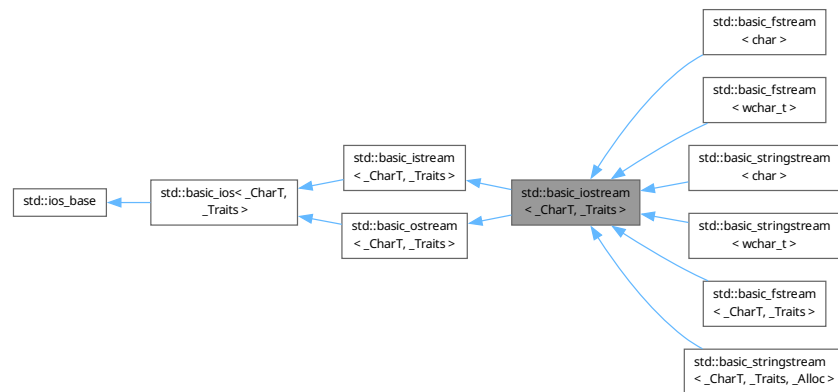 std::basic_fstream
< char >
std::basic_fstream
< wchar_t >
std::basic_istream
< _CharT, _Traits >
std::basic_stringstream
< char >
std::ios_base
std::basic_ios< _CharT,
_Traits >
std::basic_iostream
< _CharT, _Traits >
std::basic_ostream
< _CharT, _Traits >
std::basic_stringstream
< wchar_t >
std::basic_fstream
< _CharT, _Traits >
std::basic_stringstream
< _CharT, _Traits, _Alloc >